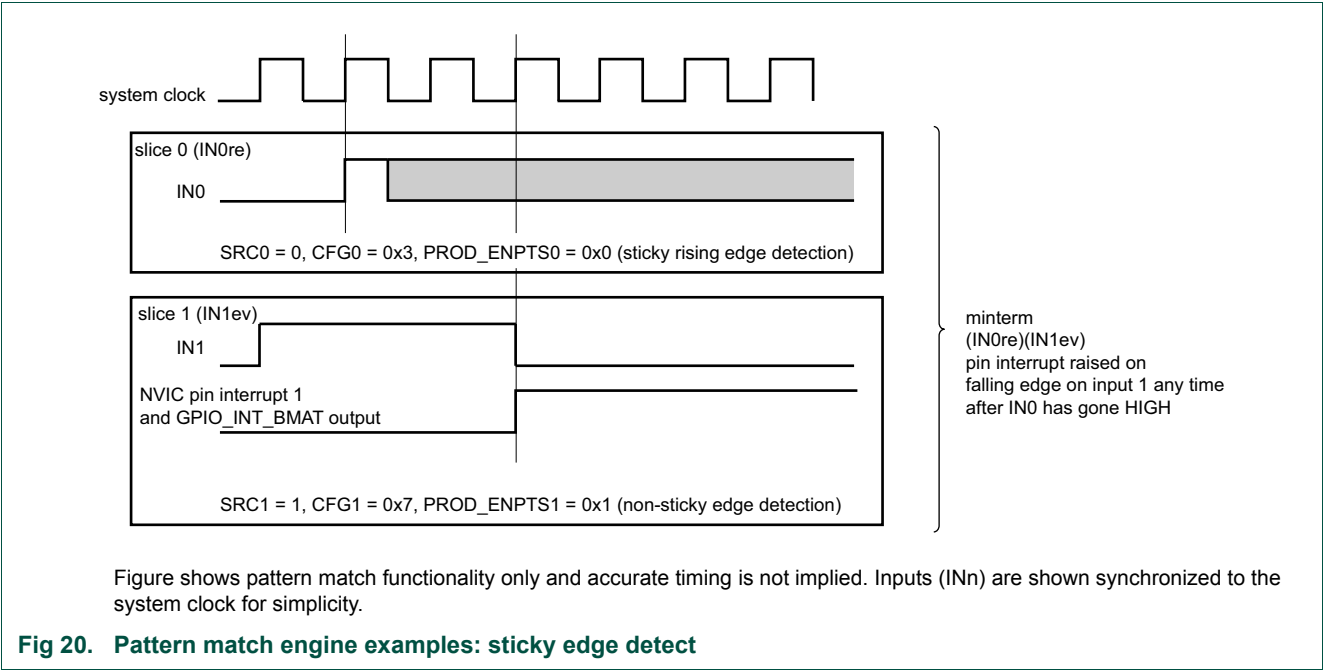 system clock
slice 0 (IN0re)
IN0
SRC0 = 0, CFG0 = 0x3, PROD_ENPTS0 = 0x0 (sticky rising edge detection)
slice 1 (IN1ev)
IN1
NVIC pin interrupt 1
and GPIO_INT_BMAT output
SRC1 = 1, CFG1 = 0x7, PROD_ENPTS1 = 0x1 (non-sticky edge detection)
minterm
(IN0re)(IN1ev)
pin interrupt raised on
falling edge on input 1 any time
after IN0 has gone HIGH
Figure shows pattern match functionality only and accurate timing is not implied. Inputs (INn) are shown synchronized to the
system clock for simplicity.
Fig 20. Pattern match engine examples: sticky edge detect